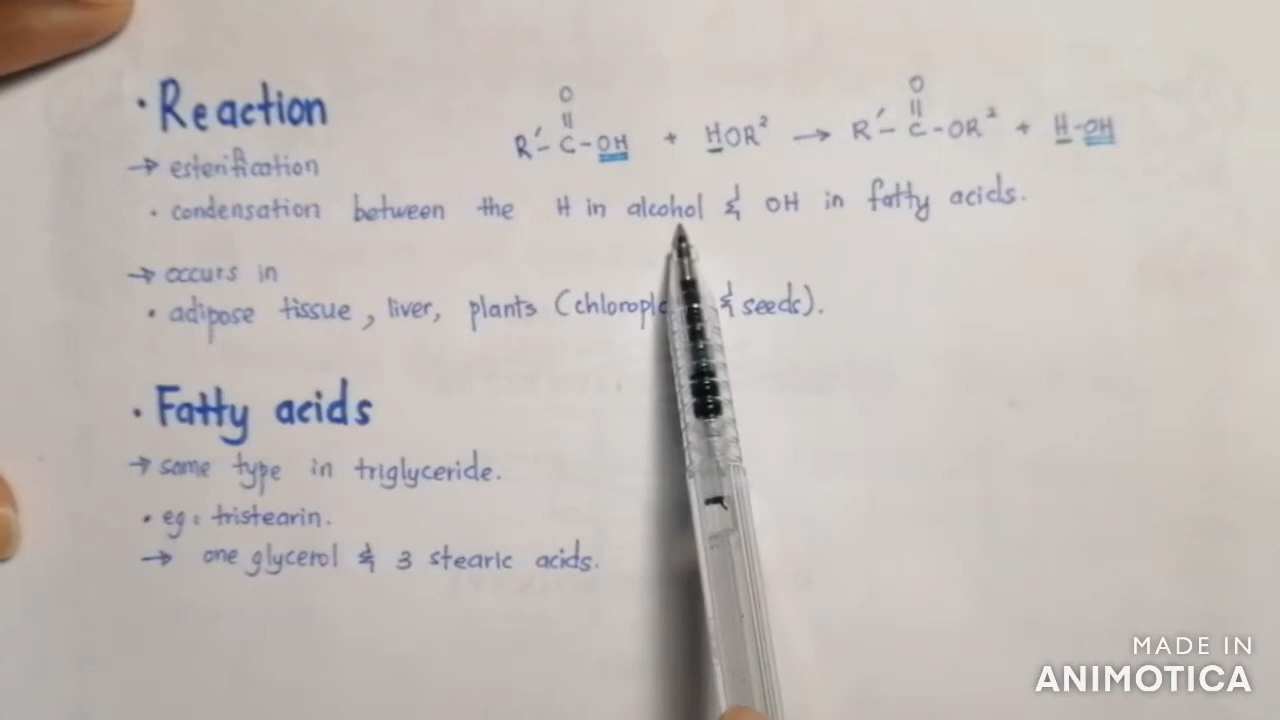 • Reaction
O O
|| ||
R′- C - OH + HOR² → R′- C - OR² + H - OH
→ esterification
• condensation between the H in alcohol & OH in fatty acids.
→ occurs in
• adipose tissue, liver, plants ( & seeds).
• Fatty acids
→ same type in triglyceride.
• eg: tristearin.
→ one glycerol & 3 stearic acids.
MADE IN
ANIMOTICA